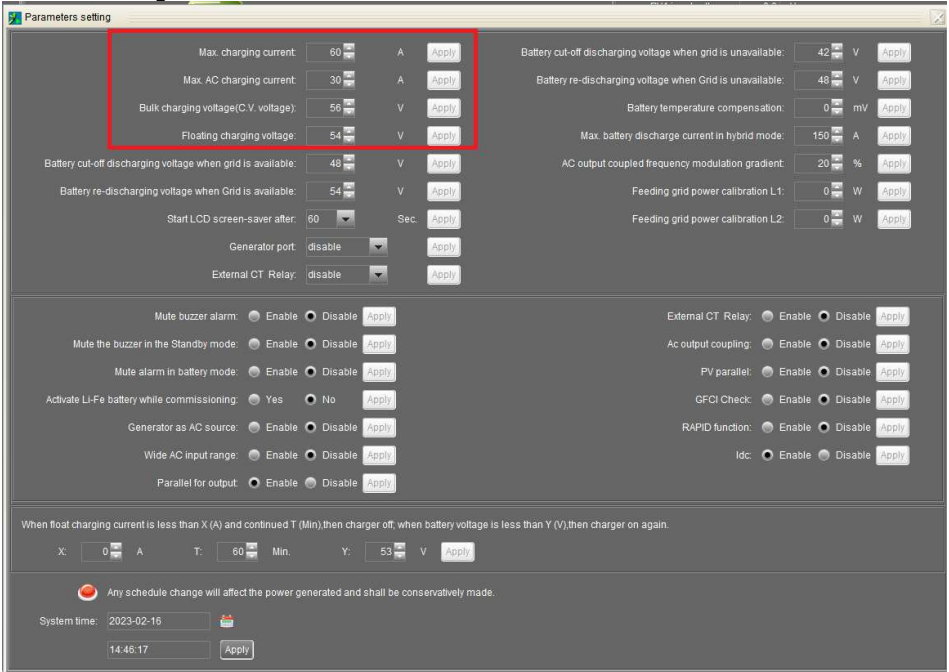 Parameters setting
Max. charging current: 60 A Apply
Max. AC charging current: 30 A Apply
Bulk charging voltage(C.V. voltage): 56 V Apply
Floating charging voltage: 54 V Apply
Battery cut-off discharging voltage when grid is available: 48 V Apply
Battery re-discharging voltage when Grid is available: 54 V Apply
Start LCD screen-saver after: 60 Sec. Apply
Generator port: disable Apply
External CT Relay: disable Apply
Battery cut-off discharging voltage when grid is unavailable: 42 V Apply
Battery re-discharging voltage when Grid is unavailable: 48 V Apply
Battery temperature compensation: 0 mV Apply
Max. battery discharge current in hybrid mode: 150 A Apply
AC output coupled frequency modulation gradient: 20 % Apply
Feeding grid power calibration L1: 0 W Apply
Feeding grid power calibration L2: 0 W Apply
Mute buzzer alarm: Enable Disable Apply
Mute the buzzer in the Standby mode: Enable Disable Apply
Mute alarm in battery mode: Enable Disable Apply
Activate Li-Fe battery while commissioning: Yes No Apply
Generator as AC source: Enable Disable Apply
Wide AC input range: Enable Disable Apply
Parallel for output: Enable Disable Apply
External CT Relay: Enable Disable Apply
Ac output coupling: Enable Disable Apply
PV parallel: Enable Disable Apply
GFCI Check: Enable Disable Apply
RAPID function: Enable Disable Apply
Idc: Enable Disable Apply
When float charging current is less than X (A) and continued T (Min),then charger off; when battery voltage is less than Y (V),then charger on again.
X: 0 A T: 60 Min. Y: 53 V Apply
Any schedule change will affect the power generated and shall be conservatively made.
System time: 2023-02-16
14:46:17 Apply